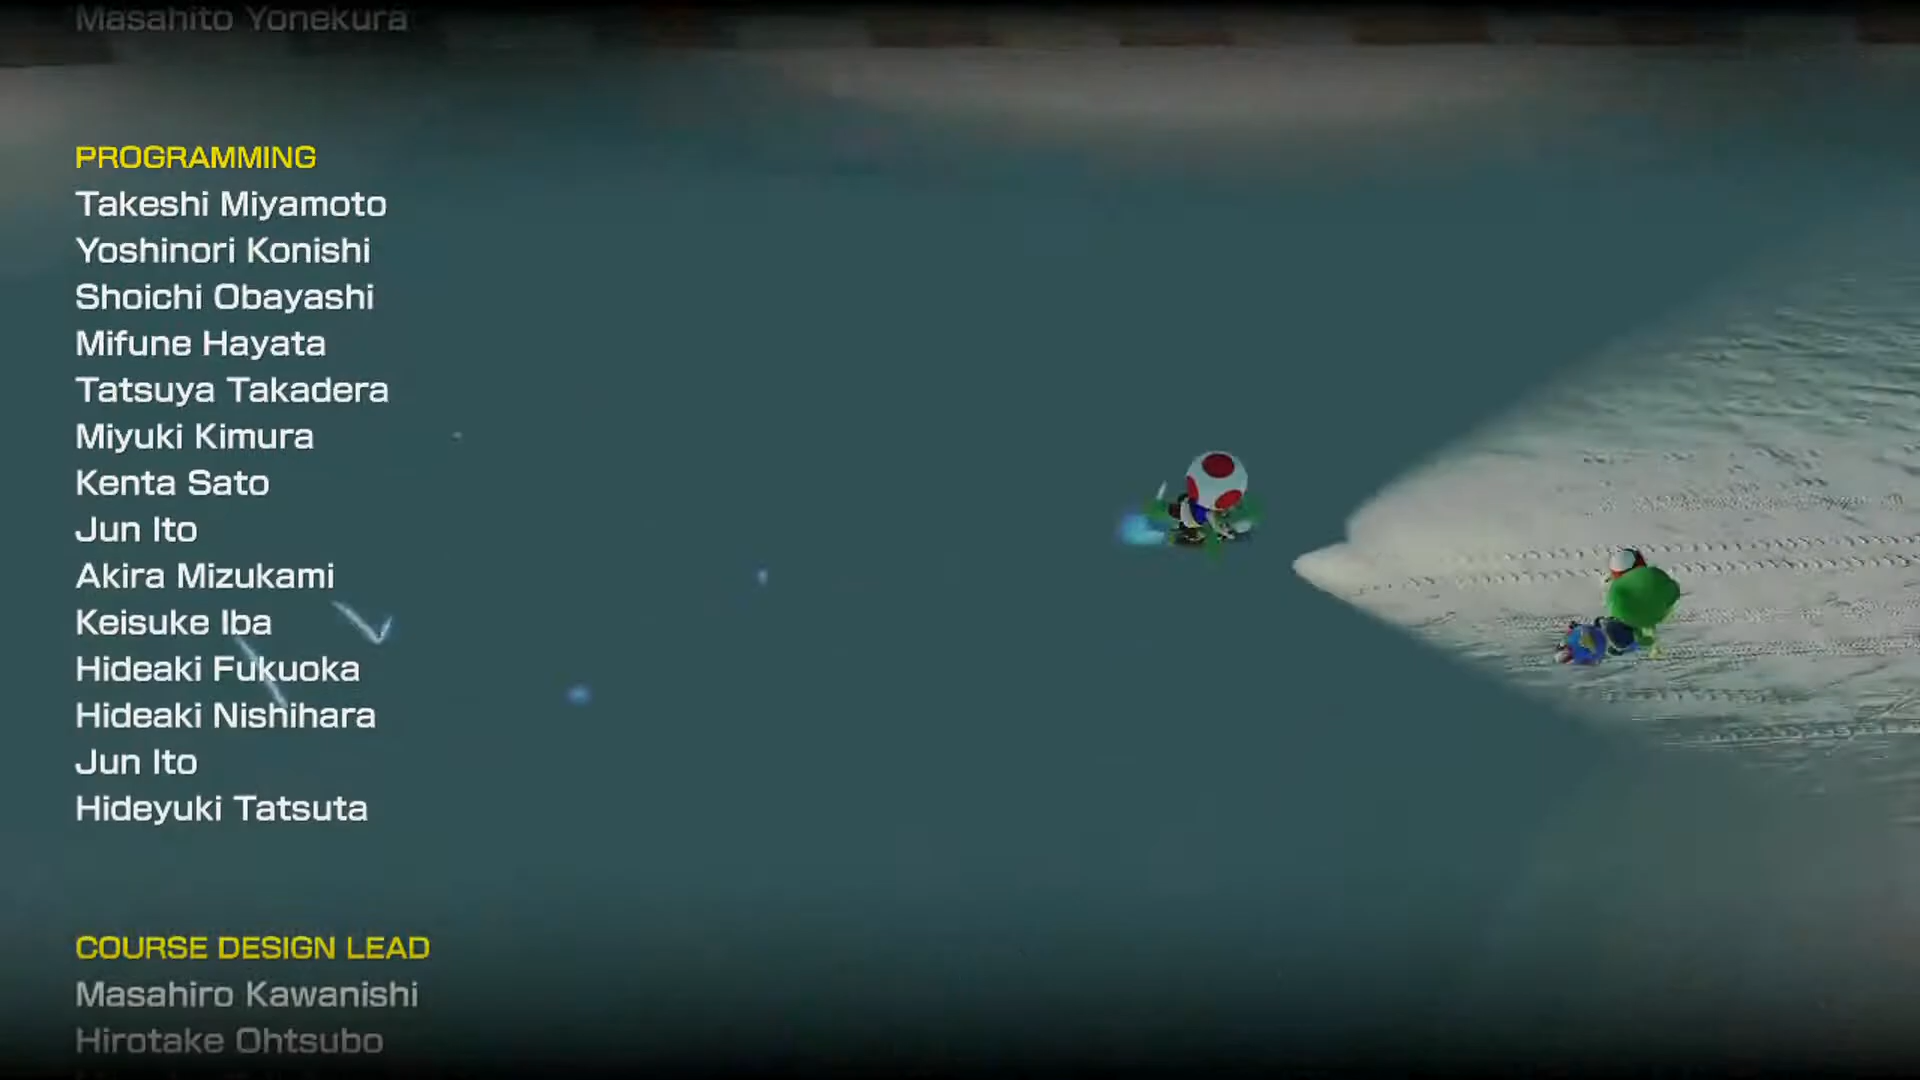 Masahito Yonekura
PROGRAMMING
Takeshi Miyamoto
Yoshinori Konishi
Shoichi Obayashi
Mifune Hayata
Tatsuya Takadera
Miyuki Kimura
Kenta Sato
Jun Ito
Akira Mizukami
Keisuke Iba
Hideaki Fukuoka
Hideaki Nishihara
Jun Ito
Hideyuki Tatsuta
COURSE DESIGN LEAD
Masahiro Kawanishi
Hirotake Ohtsubo